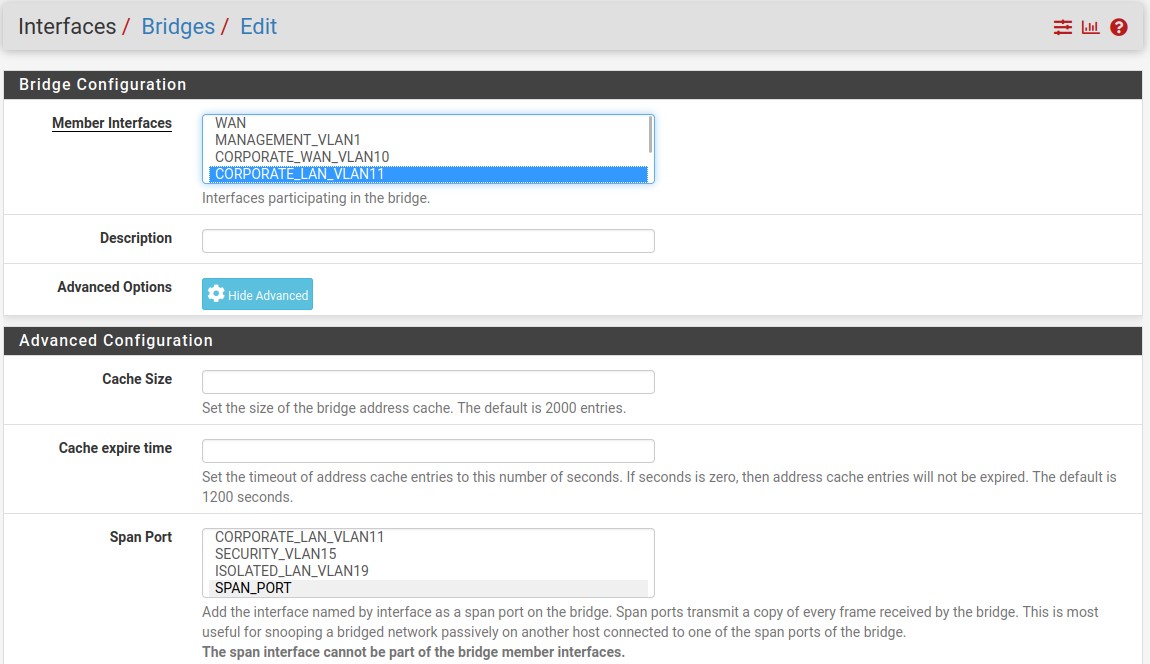 Interfaces / Bridges / Edit
Bridge Configuration
Member Interfaces
WAN
MANAGEMENT_VLAN1
CORPORATE_WAN_VLAN10
CORPORATE_LAN_VLAN11
Interfaces participating in the bridge.
Description
Advanced Options
Hide Advanced
Advanced Configuration
Cache Size
Set the size of the bridge address cache. The default is 2000 entries.
Cache expire time
Set the timeout of address cache entries to this number of seconds. If seconds is zero, then address cache entries will not be expired. The default is
1200 seconds.
Span Port
CORPORATE_LAN_VLAN11
SECURITY_VLAN15
ISOLATED_LAN_VLAN19
SPAN_PORT
Add the interface named by interface as a span port on the bridge. Span ports transmit a copy of every frame received by the bridge. This is most
useful for snooping a bridged network passively on another host connected to one of the span ports of the bridge.
The span interface cannot be part of the bridge member interfaces.